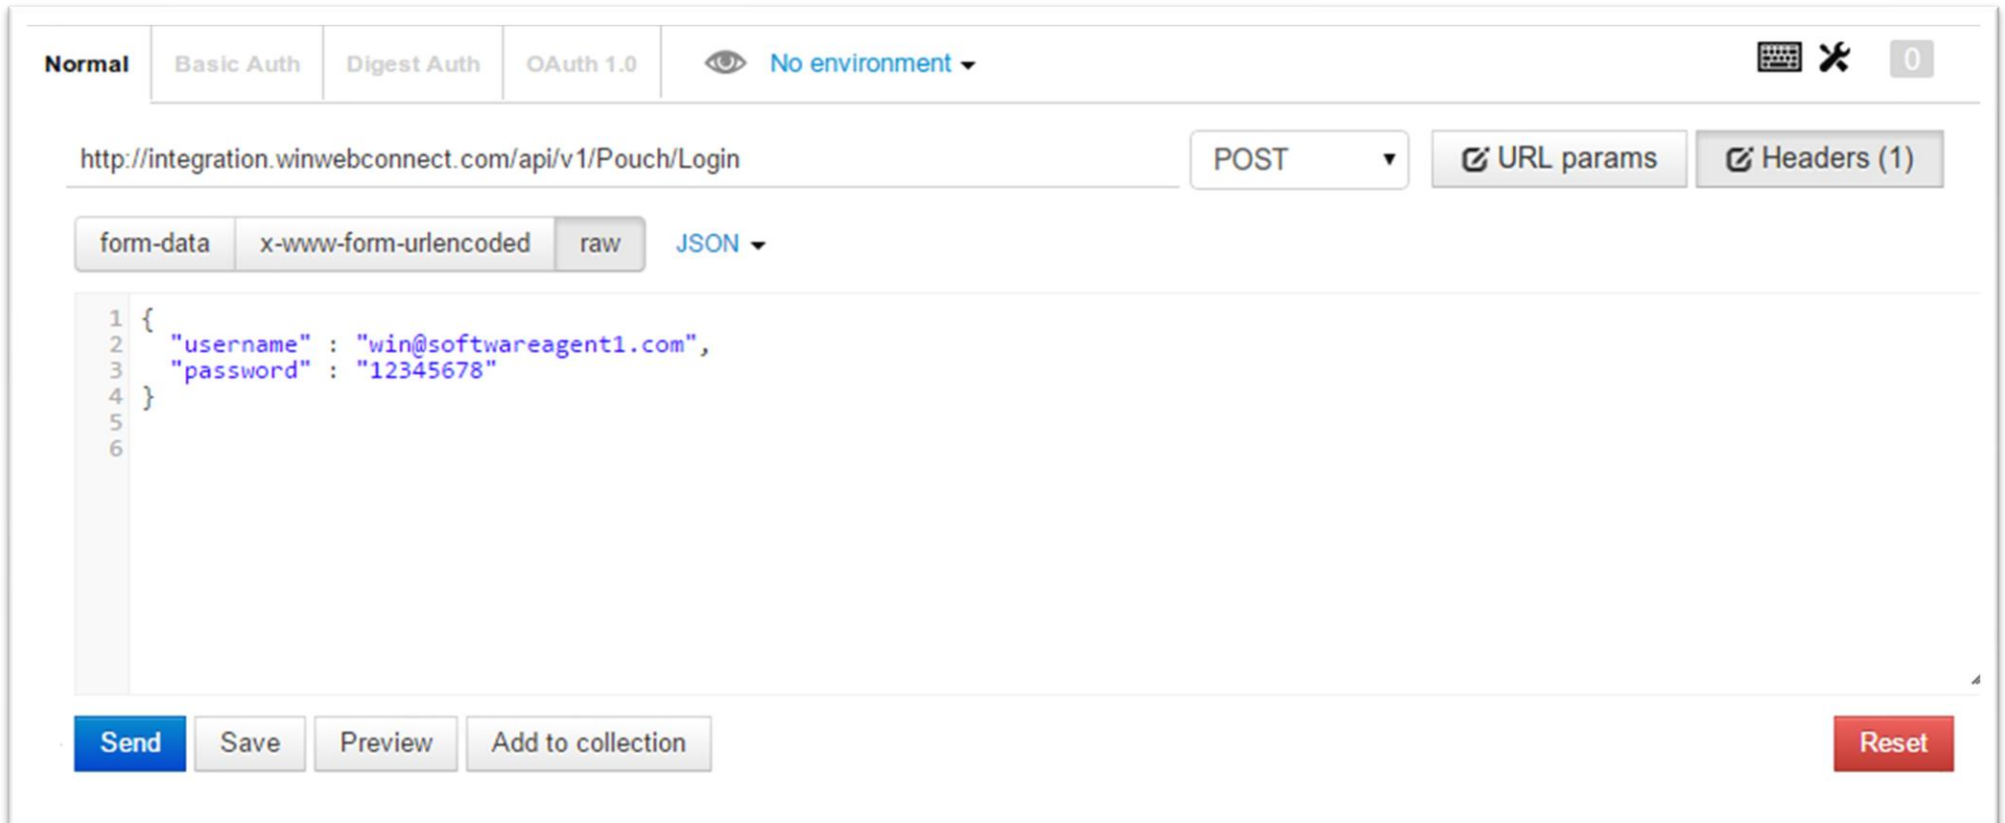 Normal Basic Auth Digest Auth OAuth 1.0 No environment 0
http://integration.winwebconnect.com/api/v1/Pouch/Login POST URL params Headers (1)
form-data x-www-form-urlencoded raw JSON
1 {
2 "username" : "win@softwareagent1.com",
3 "password" : "12345678"
4 }
5
6
Send Save Preview Add to collection Reset